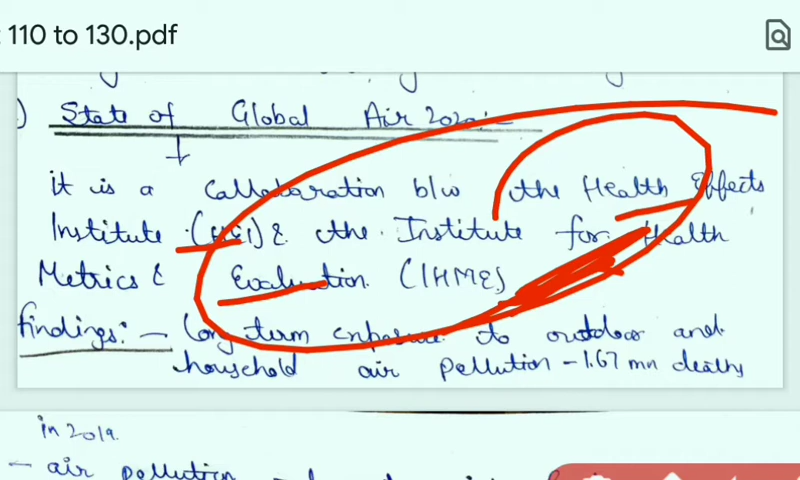 110 to 130.pdf
) State of Global Air 2020:-
it is a Collaboration b/w the Health Effects
Institute (HEI) & the Institute for Health
Metrics & Evaluation (IHME)
findings:- Long term exposure to outdoor and
household air pollution - 1.67 mn deaths
in 2019.
- air pollution